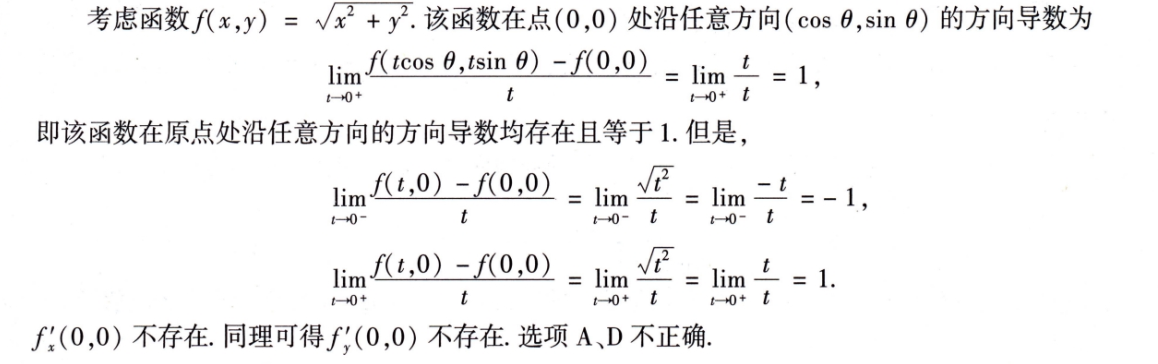 考虑函数 f(x,y) = √(x² + y²). 该函数在点(0,0) 处沿任意方向(cos θ,sin θ) 的方向导数为
lim_{t→0⁺} [f(tcos θ,tsin θ) − f(0,0)]/t = lim_{t→0⁺} t/t = 1,
即该函数在原点处沿任意方向的方向导数均存在且等于 1. 但是,
lim_{t→0⁻} [f(t,0) − f(0,0)]/t = lim_{t→0⁻} √(t²)/t = lim_{t→0⁻} (−t)/t = − 1,
lim_{t→0⁺} [f(t,0) − f(0,0)]/t = lim_{t→0⁺} √(t²)/t = lim_{t→0⁺} t/t = 1.
f′ₓ(0,0) 不存在. 同理可得 f′_y(0,0) 不存在. 选项 A、D 不正确.